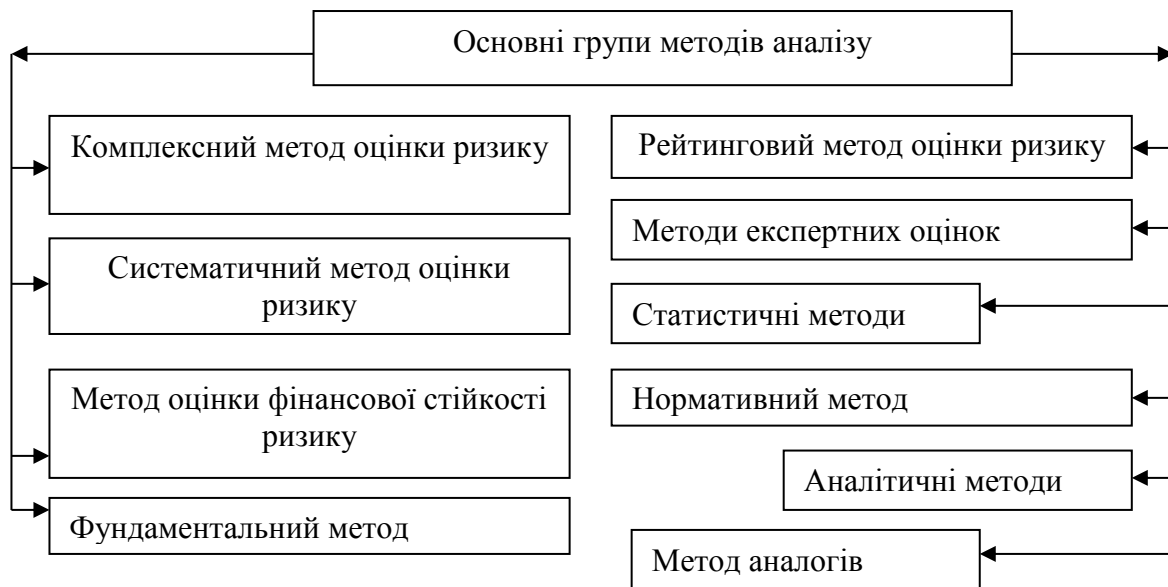 Основні групи методів аналізу
Комплексний метод оцінки ризику
Систематичний метод оцінки
ризику
Метод оцінки фінансової стійкості
ризику
Фундаментальний метод
Рейтинговий метод оцінки ризику
Методи експертних оцінок
Статистичні методи
Нормативний метод
Аналітичні методи
Метод аналогів